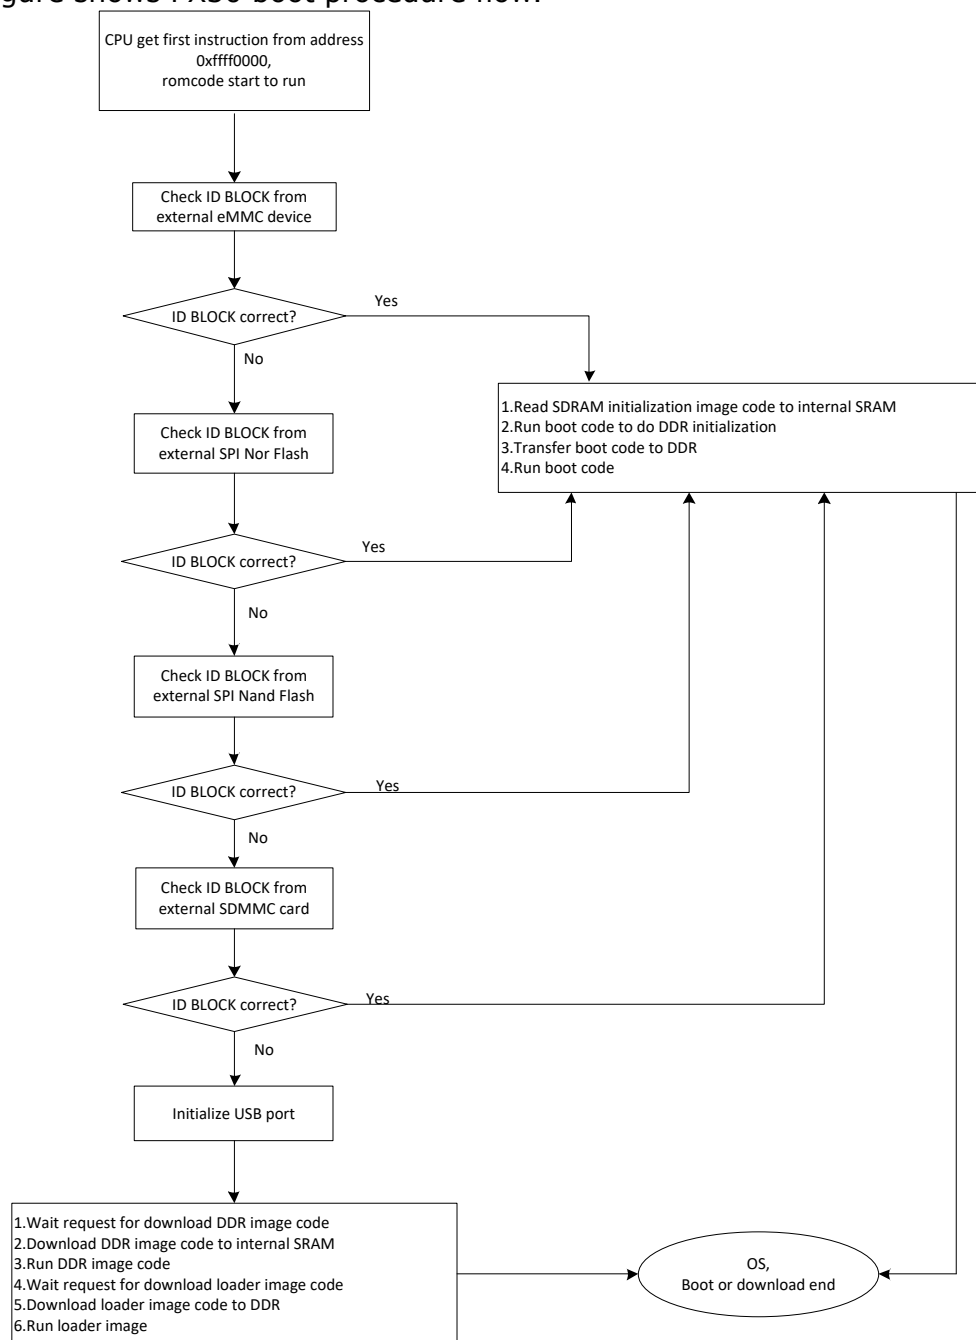 gure shows PX30 boot procedure flow.
CPU get first instruction from address
0xffff0000,
romcode start to run
Check ID BLOCK from
external eMMC device
Yes
ID BLOCK correct?
No
1.Read SDRAM initialization image code to internal SRAM
2.Run boot code to do DDR initialization
3.Transfer boot code to DDR
4.Run boot code
Check ID BLOCK from
external SPI Nor Flash
Yes
ID BLOCK correct?
No
Check ID BLOCK from
external SPI Nand Flash
Yes
ID BLOCK correct?
No
Check ID BLOCK from
external SDMMC card
Yes
ID BLOCK correct?
No
Initialize USB port
1.Wait request for download DDR image code
2.Download DDR image code to internal SRAM
3.Run DDR image code
4.Wait request for download loader image code
5.Download loader image code to DDR
6.Run loader image
OS,
Boot or download end